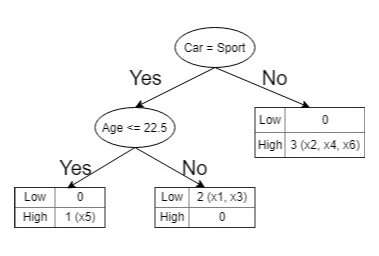 Car = Sport
Yes
No
Age <= 22.5
Low 0
High 3 (x2, x4, x6)
Yes
No
Low 0
High 1 (x5)
Low 2 (x1, x3)
High 0